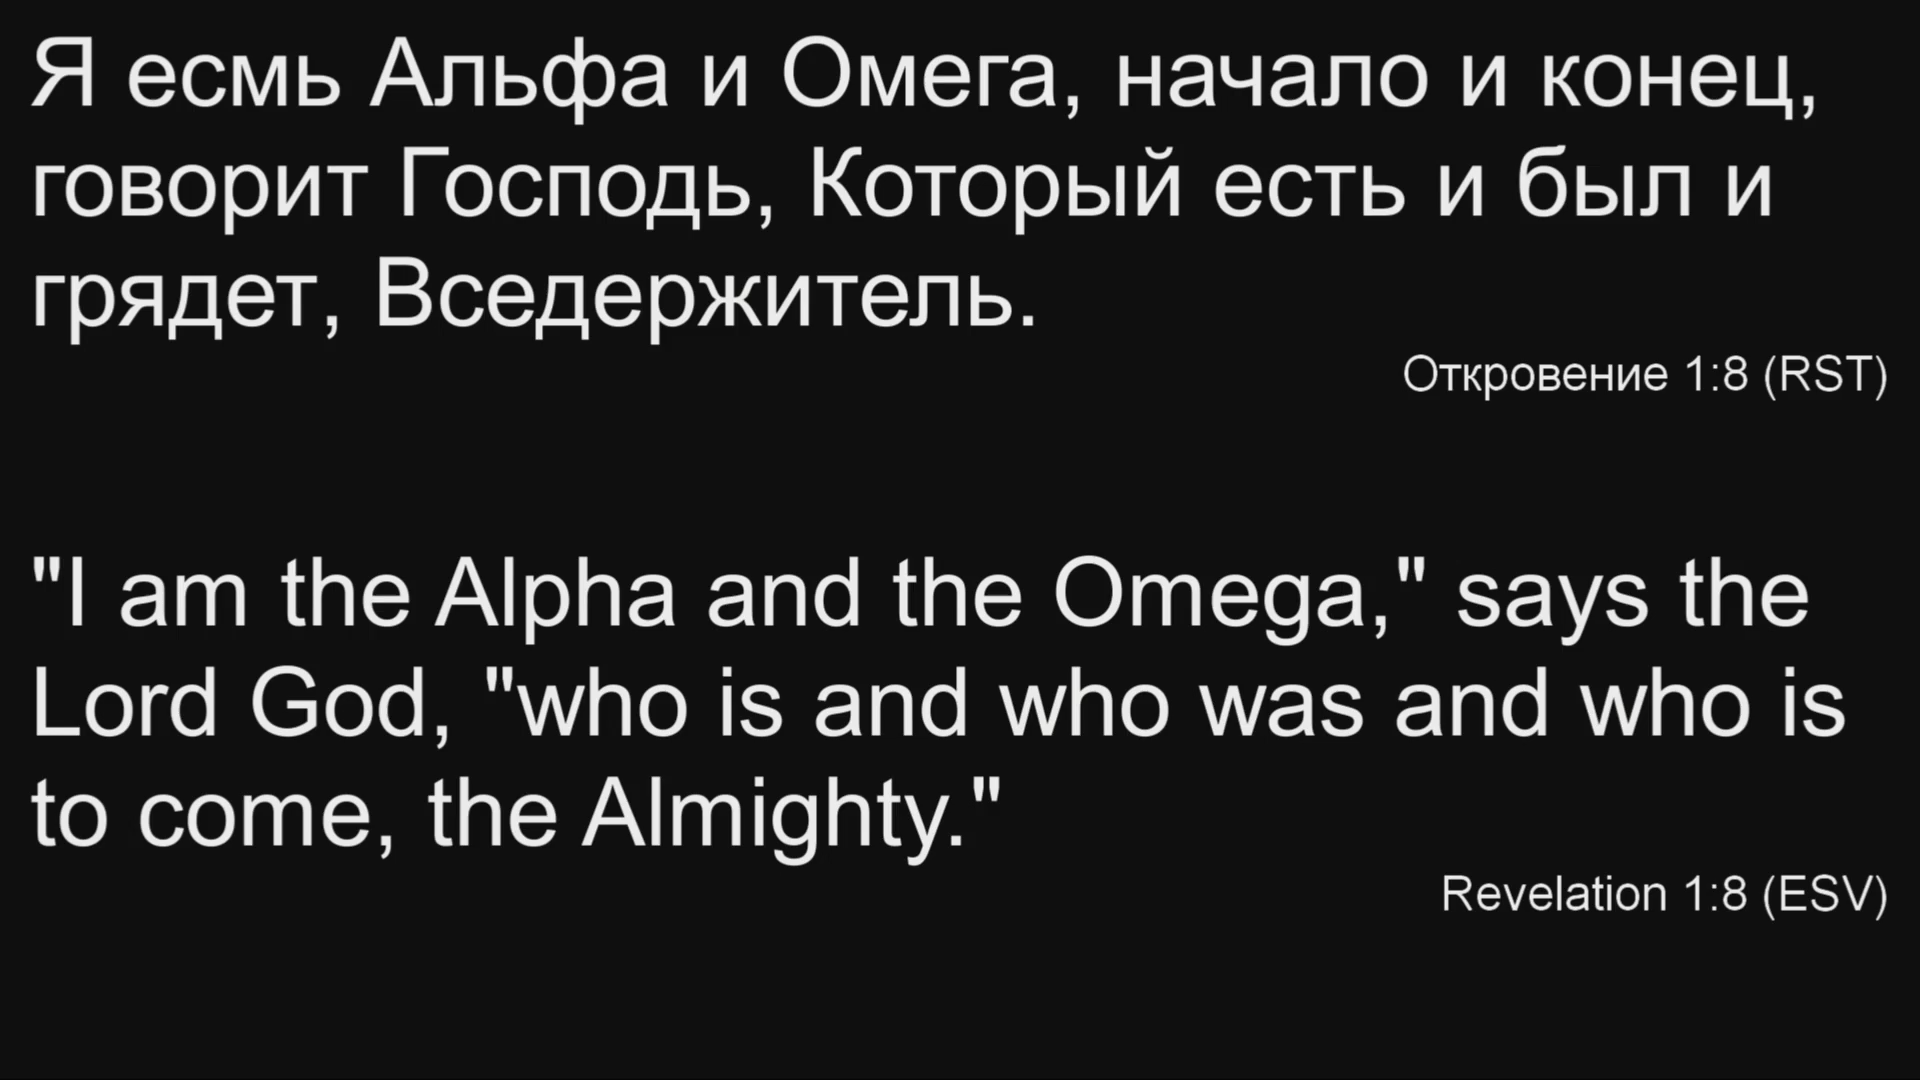 Я есмь Альфа и Омега, начало и конец,
говорит Господь, Который есть и был и
грядет, Вседержитель.
Откровение 1:8 (RST)
"I am the Alpha and the Omega," says the
Lord God, "who is and who was and who is
to come, the Almighty."
Revelation 1:8 (ESV)